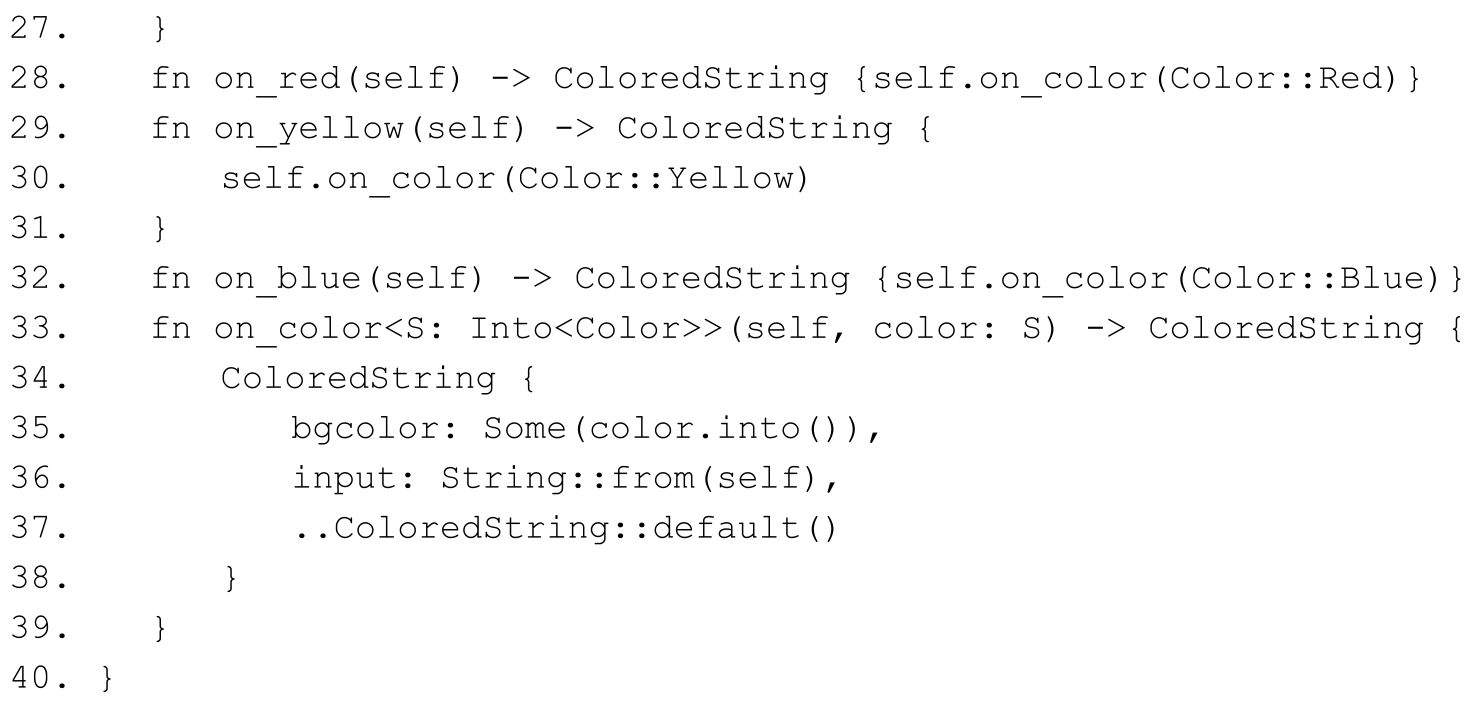 27.    }
28.    fn on_red(self) -> ColoredString {self.on_color(Color::Red)}
29.    fn on_yellow(self) -> ColoredString {
30.        self.on_color(Color::Yellow)
31.    }
32.    fn on_blue(self) -> ColoredString {self.on_color(Color::Blue)}
33.    fn on_color<S: Into<Color>>(self, color: S) -> ColoredString {
34.        ColoredString {
35.            bgcolor: Some(color.into()),
36.            input: String::from(self),
37.            ..ColoredString::default()
38.        }
39.    }
40. }